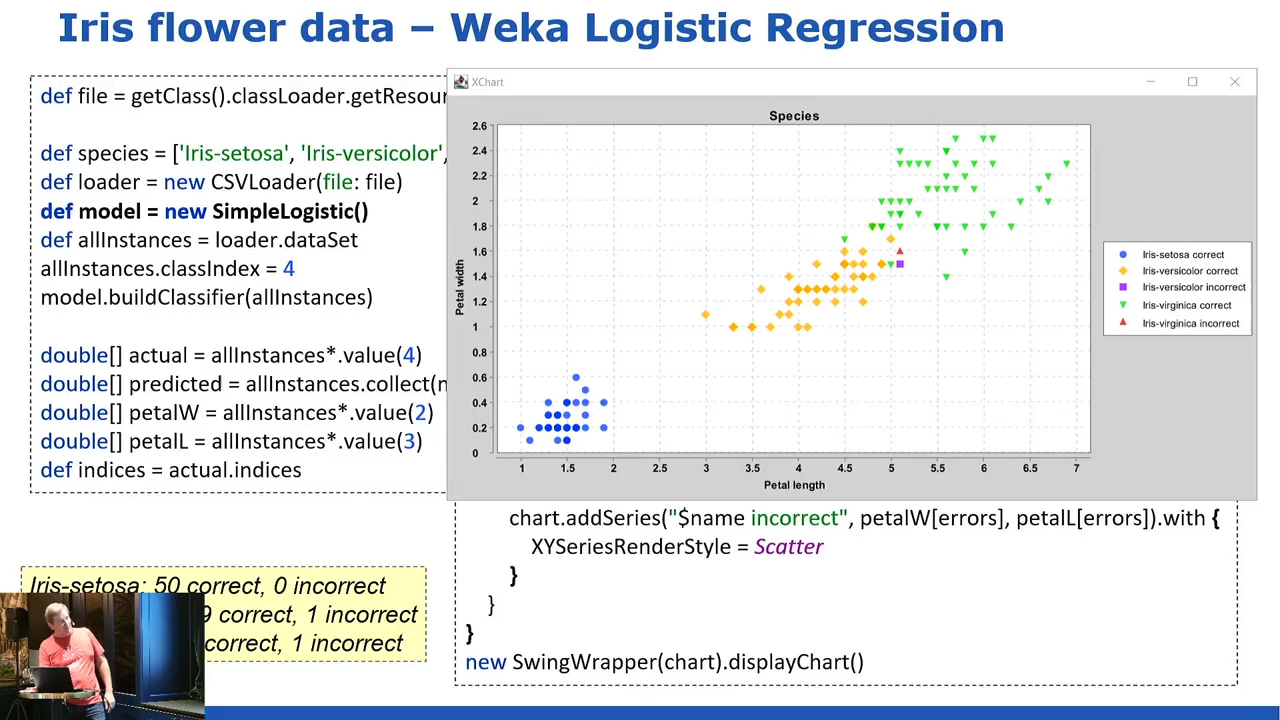 Iris flower data – Weka Logistic Regression
def file = getClass().classLoader.getResour
def species = ['Iris-setosa', 'Iris-versicolor',
def loader = new CSVLoader(file: file)
def model = new SimpleLogistic()
def allInstances = loader.dataSet
allInstances.classIndex = 4
model.buildClassifier(allInstances)
double[] actual = allInstances*.value(4)
double[] predicted = allInstances.collect(
double[] petalW = allInstances*.value(2)
double[] petalL = allInstances*.value(3)
def indices = actual.indices
XChart
Species
2.6
2.4
2.2
2
1.8
1.6
1.4
1.2
1
0.8
0.6
0.4
0.2
0
Petal width
1 1.5 2 2.5 3 3.5 4 4.5 5 5.5 6 6.5 7
Petal length
Iris-setosa correct
Iris-versicolor correct
Iris-versicolor incorrect
Iris-virginica correct
Iris-virginica incorrect
chart.addSeries("$name incorrect", petalW[errors], petalL[errors]).with {
XYSeriesRenderStyle = Scatter
}
}
}
new SwingWrapper(chart).displayChart()
Iris-setosa: 50 correct, 0 incorrect
9 correct, 1 incorrect
correct, 1 incorrect